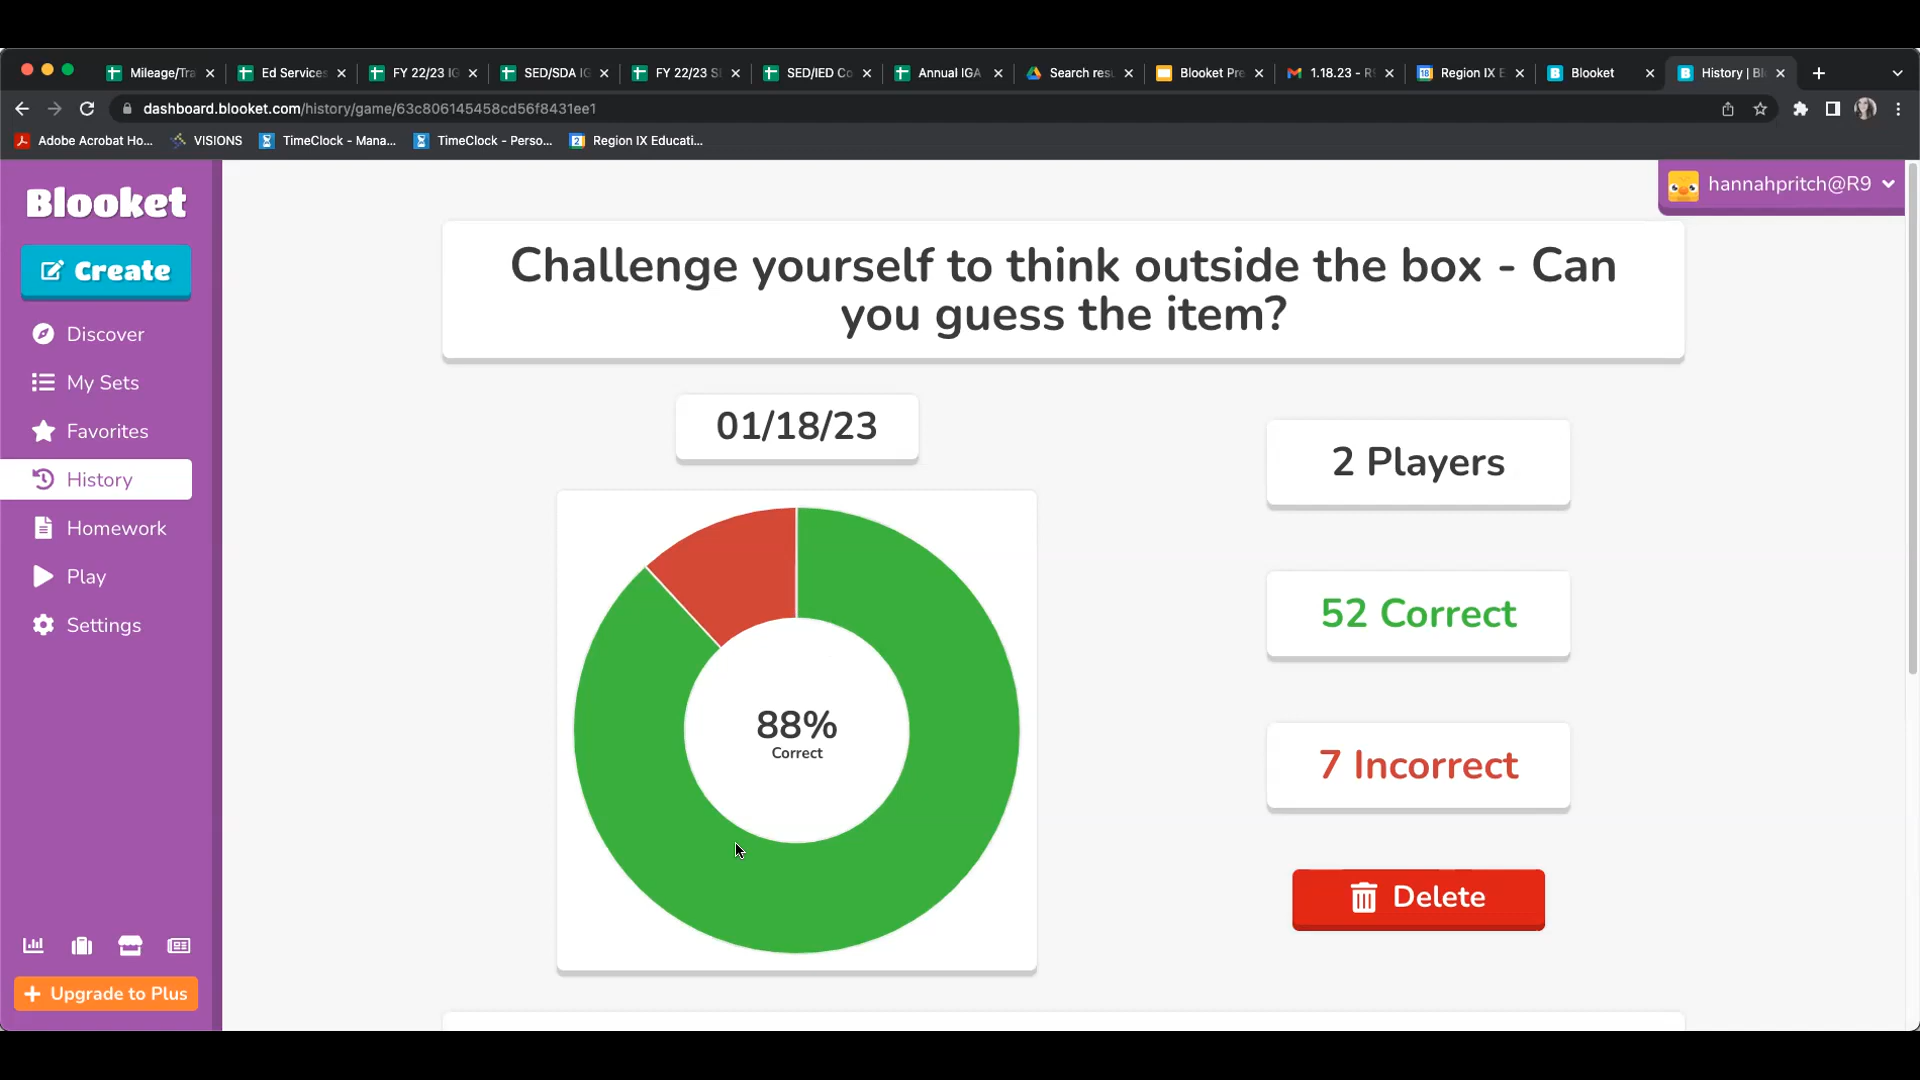 Mileage/Tra
Ed Services
FY 22/23 IG
SED/SDA IG
FY 22/23 S
SED/IED Co
Annual IGA
Search resu
Blooket Pre
1.18.23 - R
Region IX E
Blooket
History | Bl
dashboard.blooket.com/history/game/63c806145458cd56f8431ee1
Adobe Acrobat Ho...
VISIONS
TimeClock - Mana...
TimeClock - Perso...
Region IX Educati...
Blooket
hannahpritch@R9
Create
Discover
My Sets
Favorites
History
Homework
Play
Settings
Upgrade to Plus
Challenge yourself to think outside the box - Can
you guess the item?
01/18/23
88%
Correct
2 Players
52 Correct
7 Incorrect
Delete